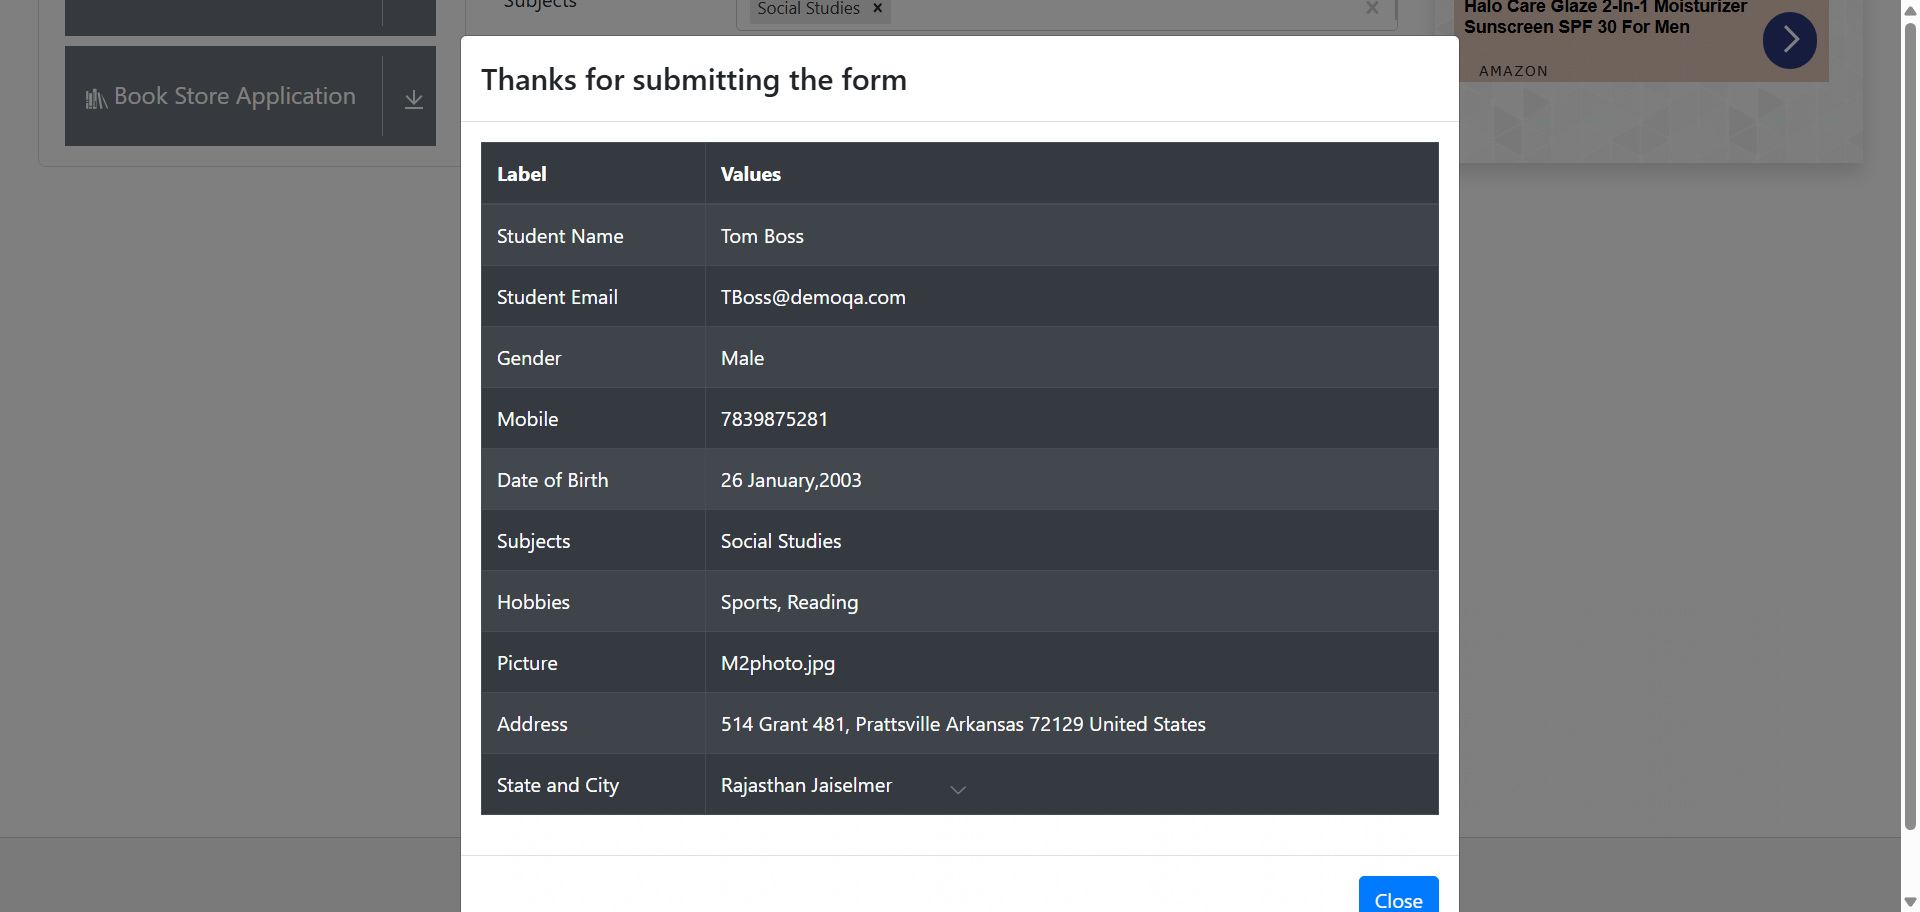 Subjects
Social Studies ×
Halo Care Glaze 2-In-1 Moisturizer
Sunscreen SPF 30 For Men
AMAZON
Book Store Application
Thanks for submitting the form
Label Values
Student Name Tom Boss
Student Email TBoss@demoqa.com
Gender Male
Mobile 7839875281
Date of Birth 26 January,2003
Subjects Social Studies
Hobbies Sports, Reading
Picture M2photo.jpg
Address 514 Grant 481, Prattsville Arkansas 72129 United States
State and City Rajasthan Jaiselmer
Close